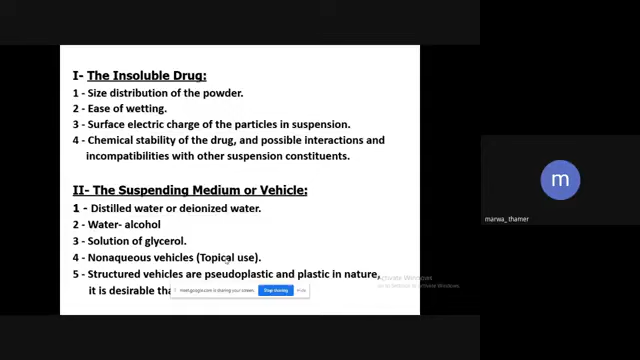 I- The Insoluble Drug:
1 - Size distribution of the powder.
2 - Ease of wetting.
3 - Surface electric charge of the particles in suspension.
4 - Chemical stability of the drug, and possible interactions and
incompatibilities with other suspension constituents.
II- The Suspending Medium or Vehicle:
1 - Distilled water or deionized water.
2- Water- alcohol
3 - Solution of glycerol.
4 - Nonaqueous vehicles (Topical use).
5 - Structured vehicles are pseudoplastic and plastic in nature,
it is desirable tha
meet.google.com is sharing your screen.
Stop sharing
Hide
m
marwa_thamer
Activate Windows
Go to Settings to activate Windows.